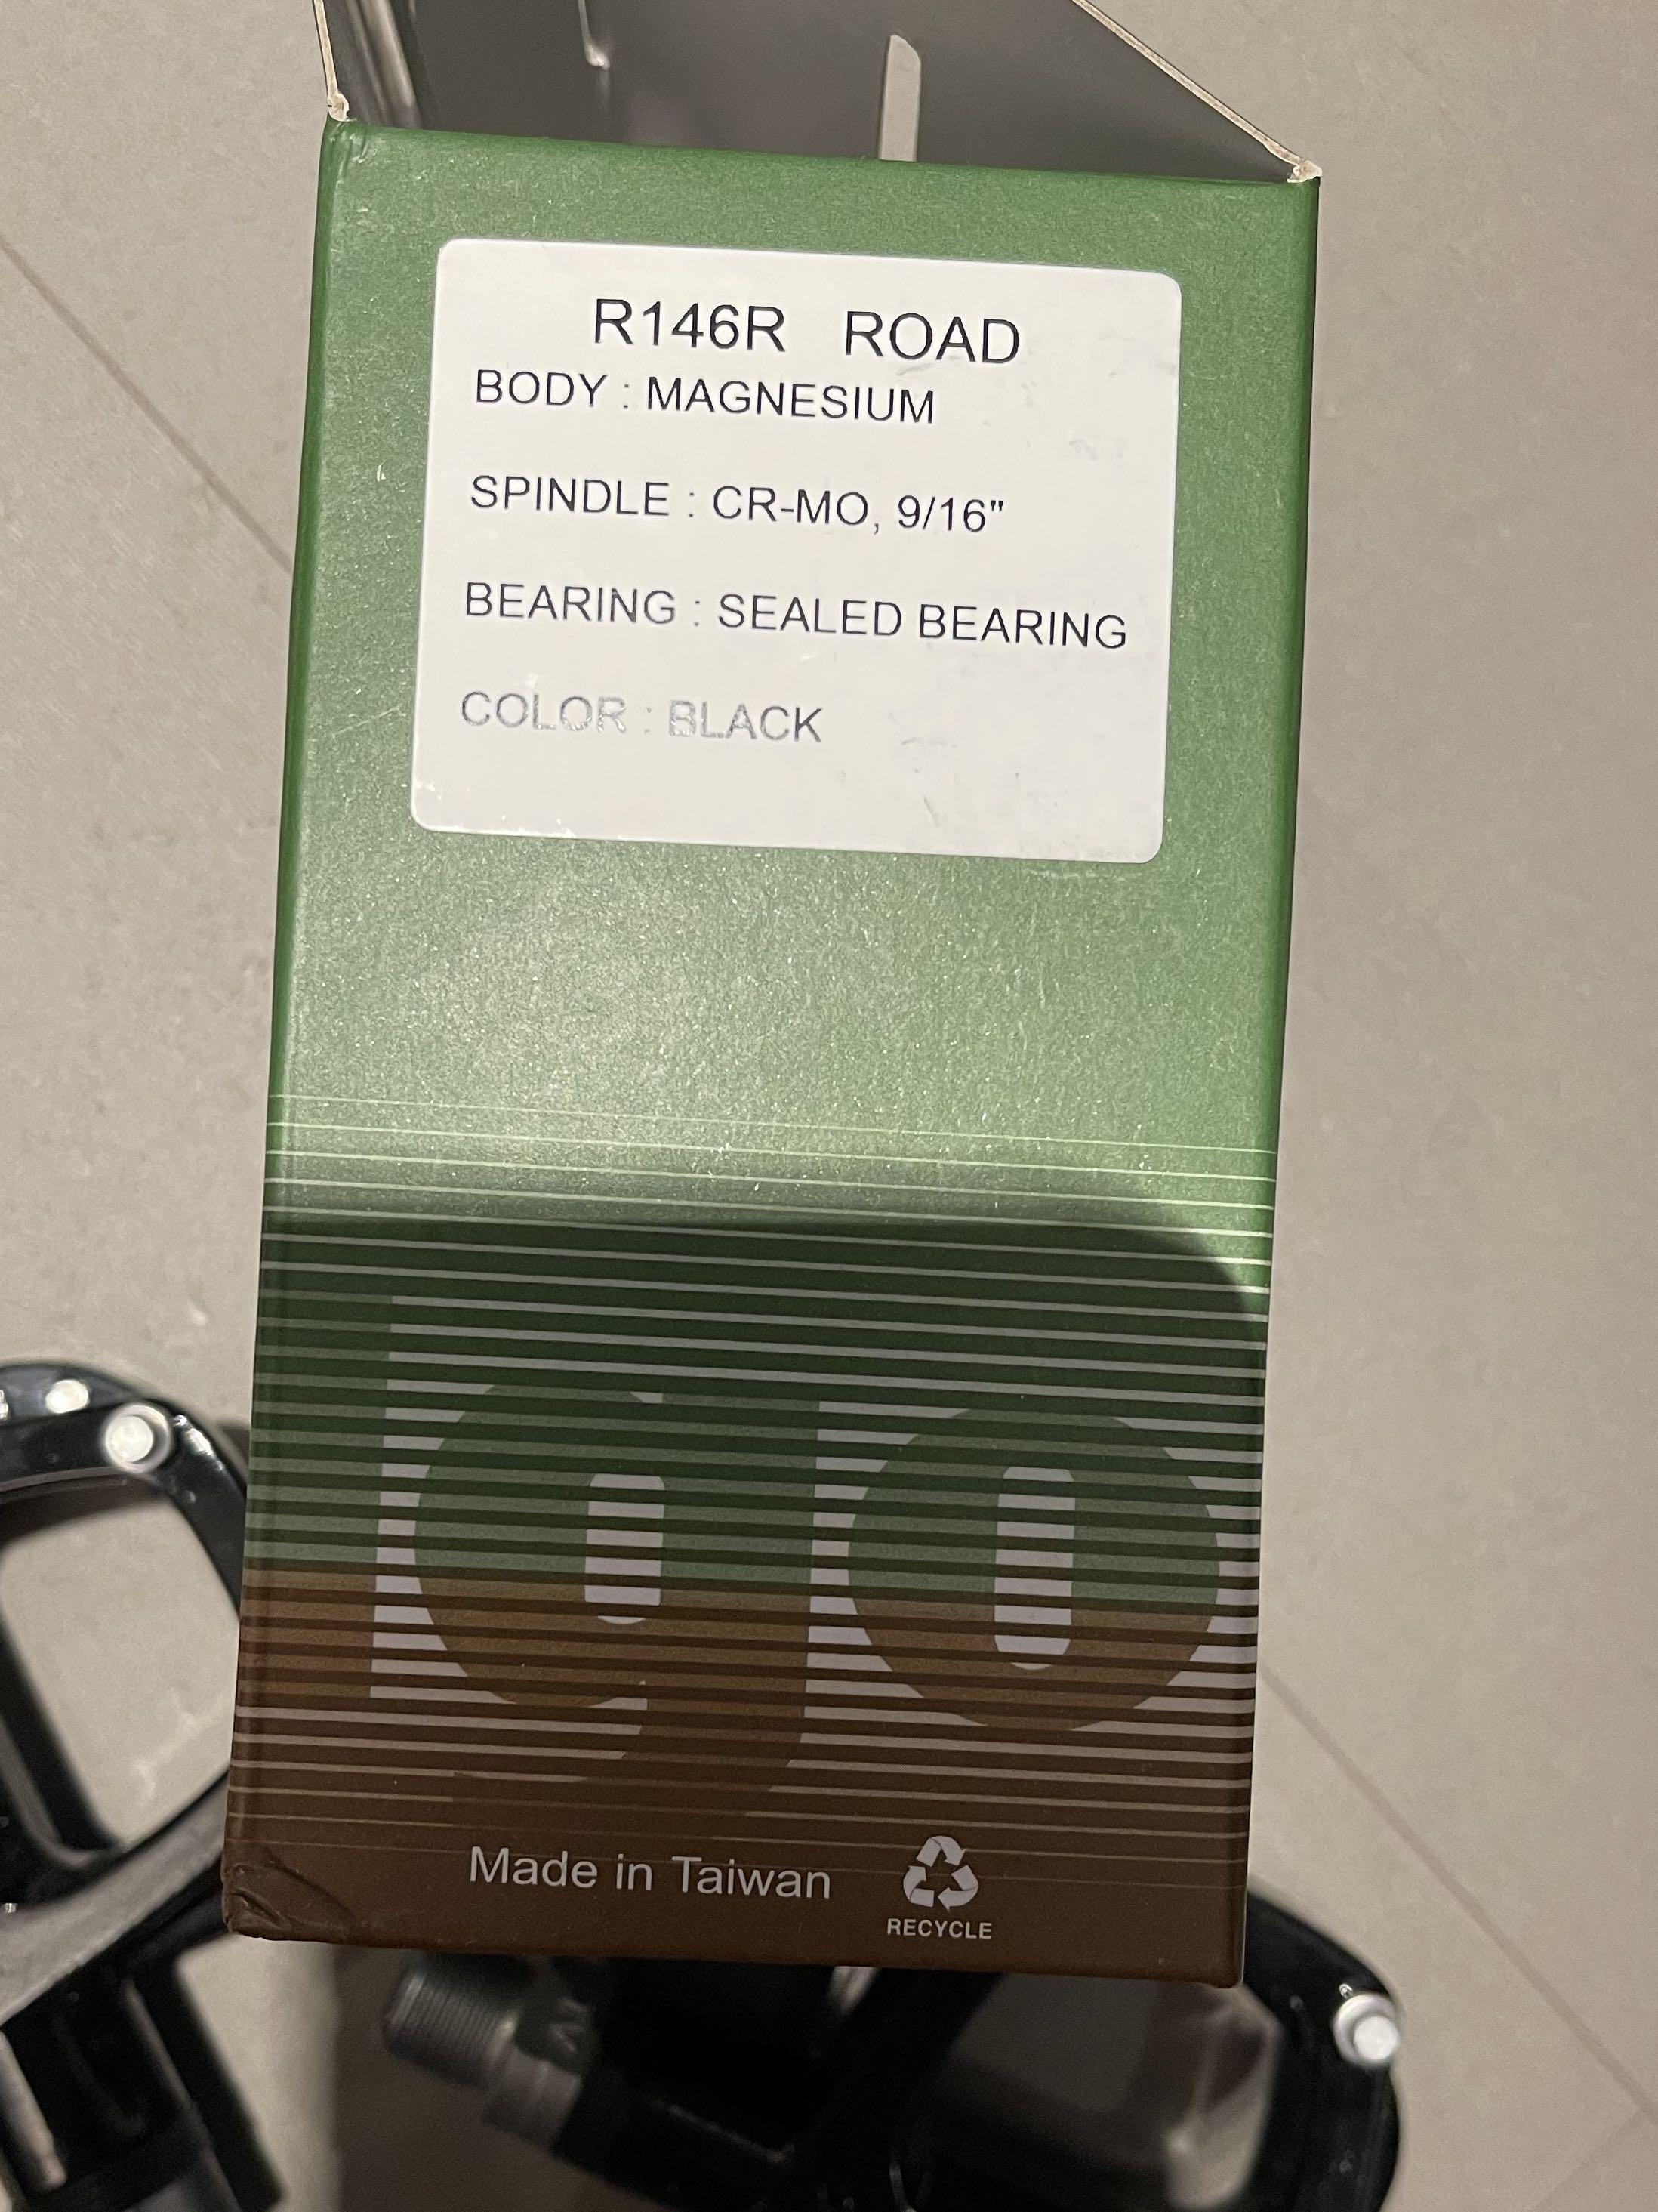 R146R ROAD
BODY : MAGNESIUM
SPINDLE : CR-MO, 9/16"
BEARING : SEALED BEARING
COLOR : BLACK
Made in Taiwan
RECYCLE